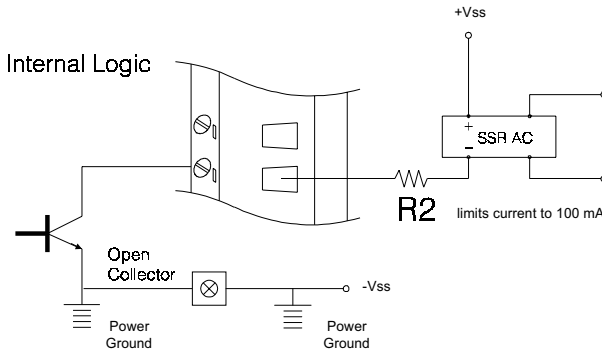 +Vss
Internal Logic
+
−
SSR AC
R2
limits current to 100 mA
Open
Collector
-Vss
Power
Ground
Power
Ground